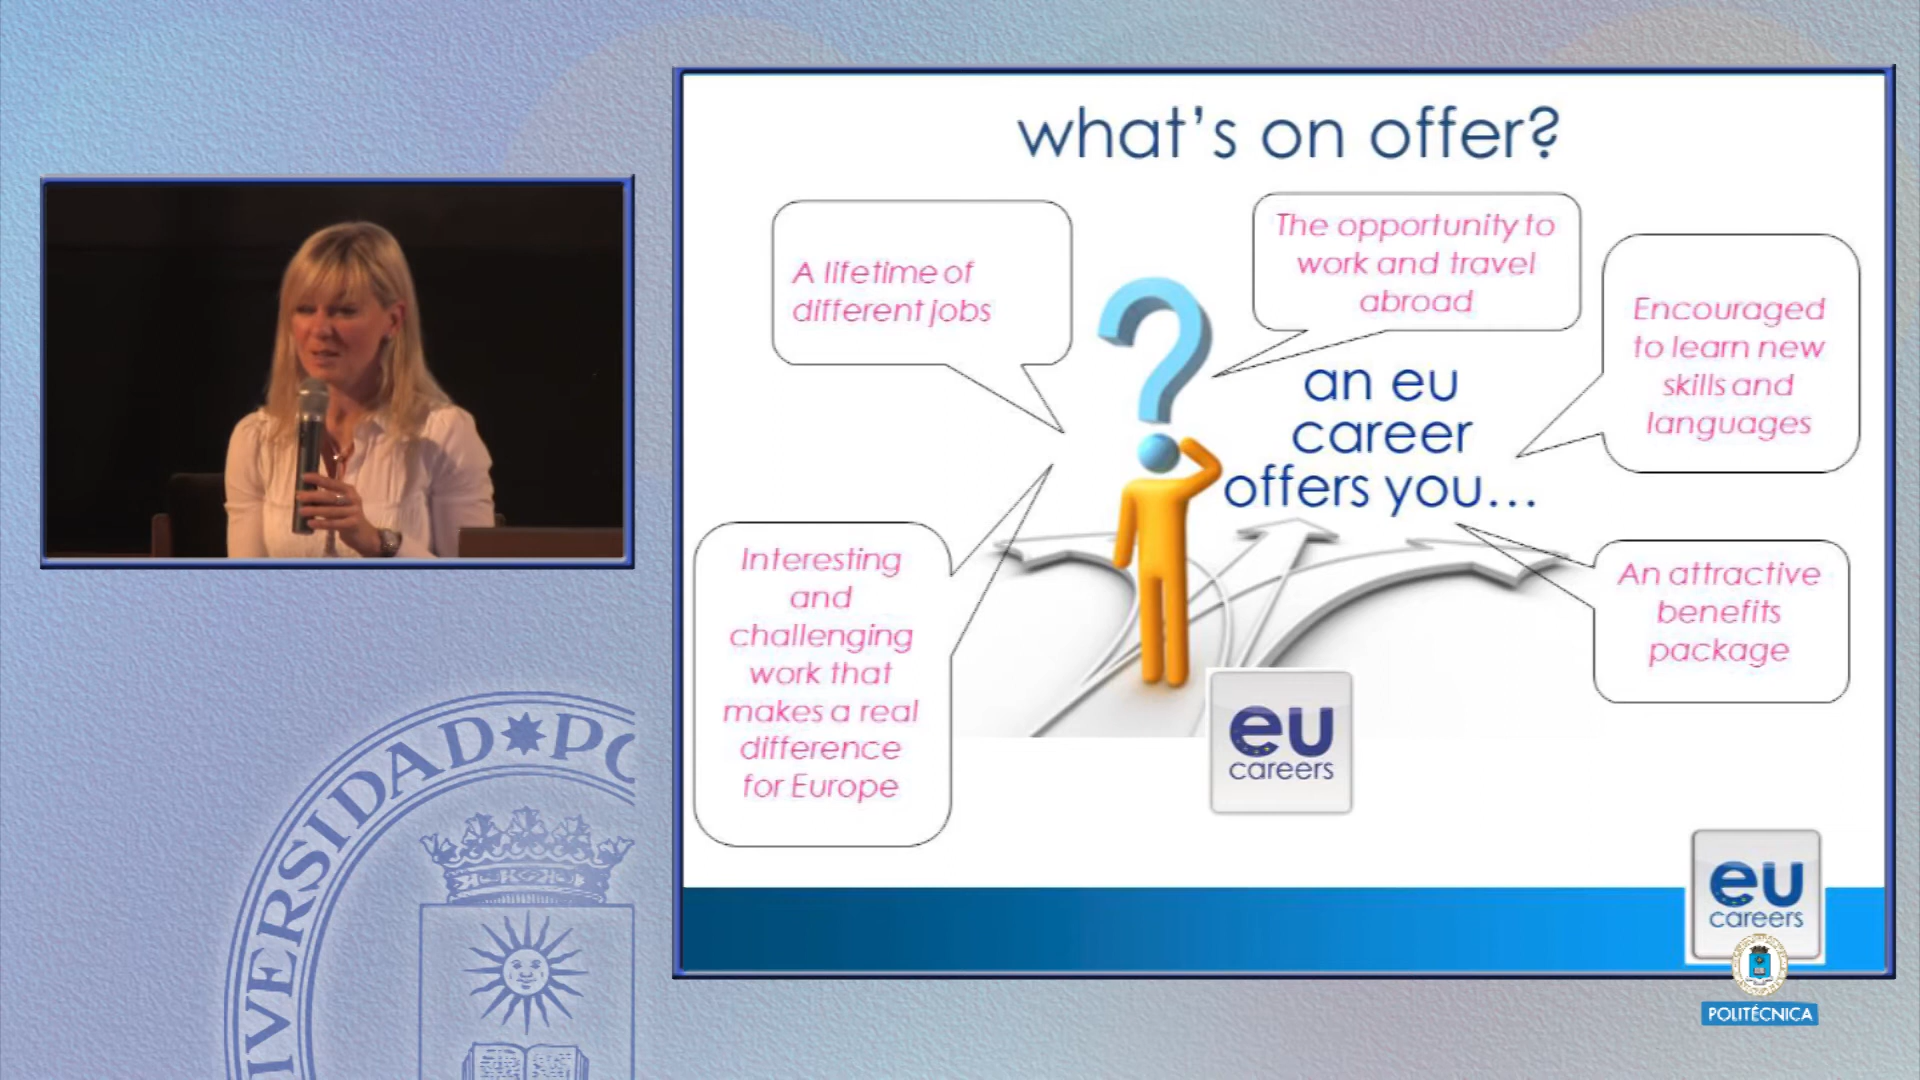 what's on offer?
A lifetime of
different jobs
The opportunity to
work and travel
abroad
Encouraged
to learn new
skills and
languages
an eu
career
offers you...
Interesting
and
challenging
work that
makes a real
difference
for Europe
An attractive
benefits
package
eu
careers
eu
careers
POLITÉCNICA
VERSIDAD PO